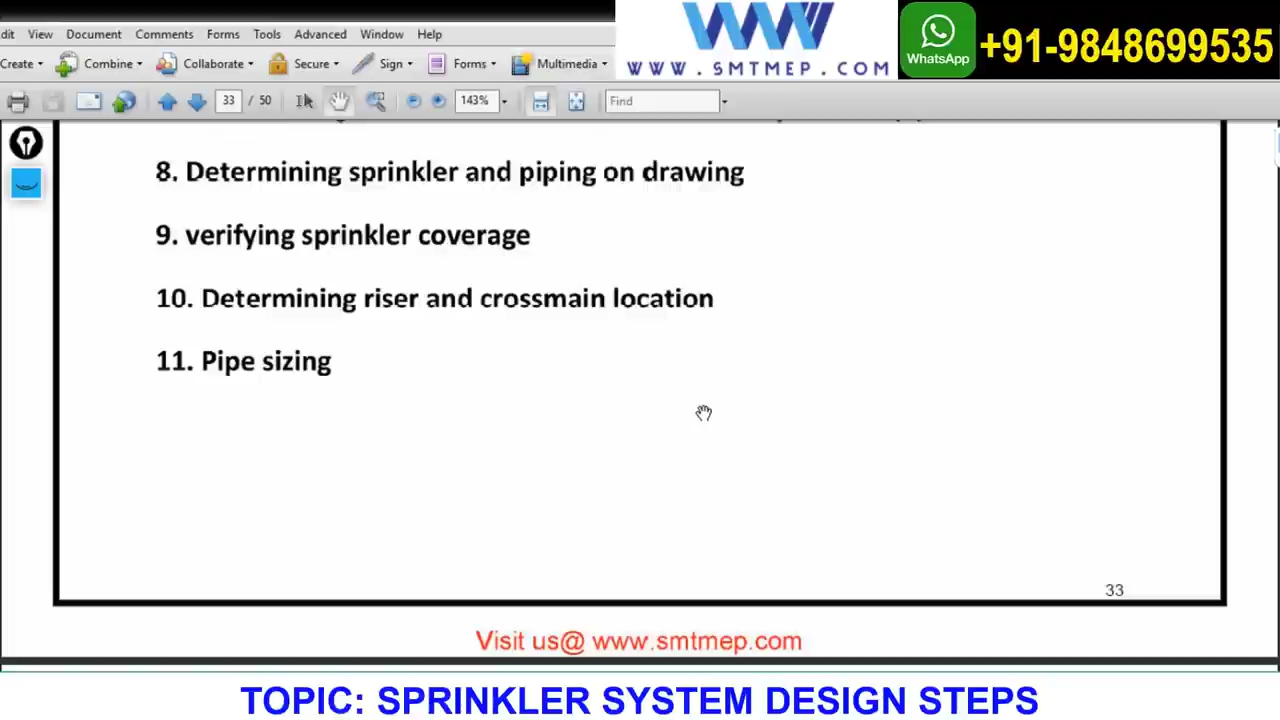 dit View Document Comments Forms Tools Advanced Window Help
Create Combine Collaborate Secure Sign Forms Multimedia
33 / 50 143% Find
WWW.SMTMEP.COM
WhatsApp
+91-9848699535
8. Determining sprinkler and piping on drawing
9. verifying sprinkler coverage
10. Determining riser and crossmain location
11. Pipe sizing
33
Visit us@ www.smtmep.com
TOPIC: SPRINKLER SYSTEM DESIGN STEPS